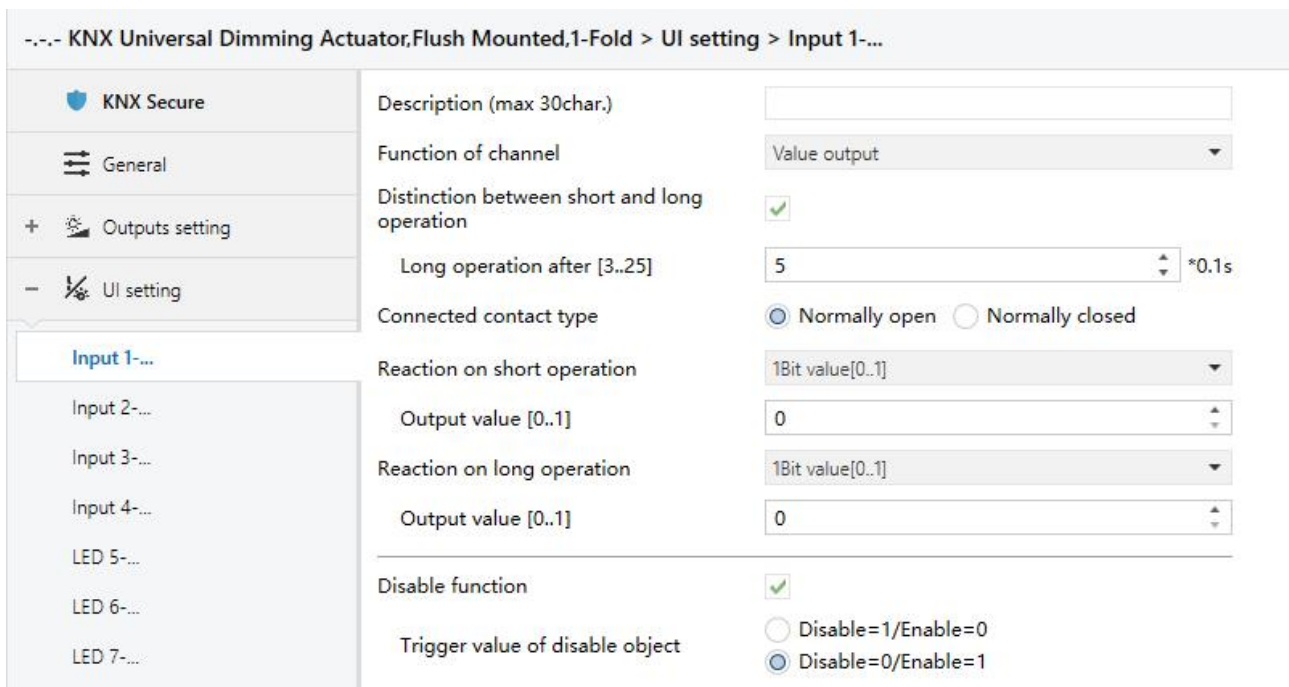 -.-.- KNX Universal Dimming Actuator,Flush Mounted,1-Fold > UI setting > Input 1-...
KNX Secure
General
+ Outputs setting
− UI setting
Input 1-...
Input 2-...
Input 3-...
Input 4-...
LED 5-...
LED 6-...
LED 7-...
Description (max 30char.)
Function of channel Value output
Distinction between short and long
operation
Long operation after [3..25] 5 *0.1s
Connected contact type Normally open Normally closed
Reaction on short operation 1Bit value[0..1]
Output value [0..1] 0
Reaction on long operation 1Bit value[0..1]
Output value [0..1] 0
Disable function
Trigger value of disable object Disable=1/Enable=0
Disable=0/Enable=1